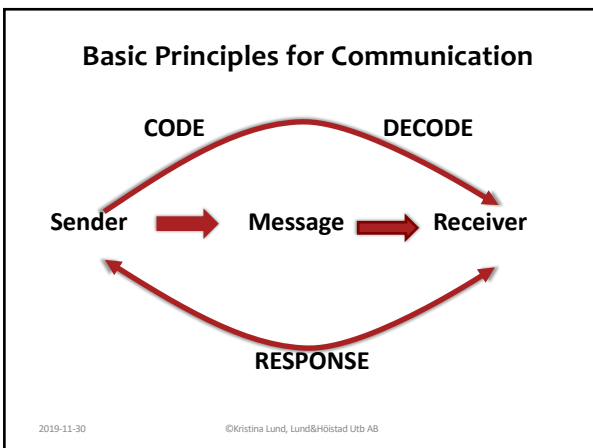 Basic Principles for Communication
CODE DECODE
Sender Message Receiver
RESPONSE
2019-11-30 ©Kristina Lund, Lund&Höistad Utb AB